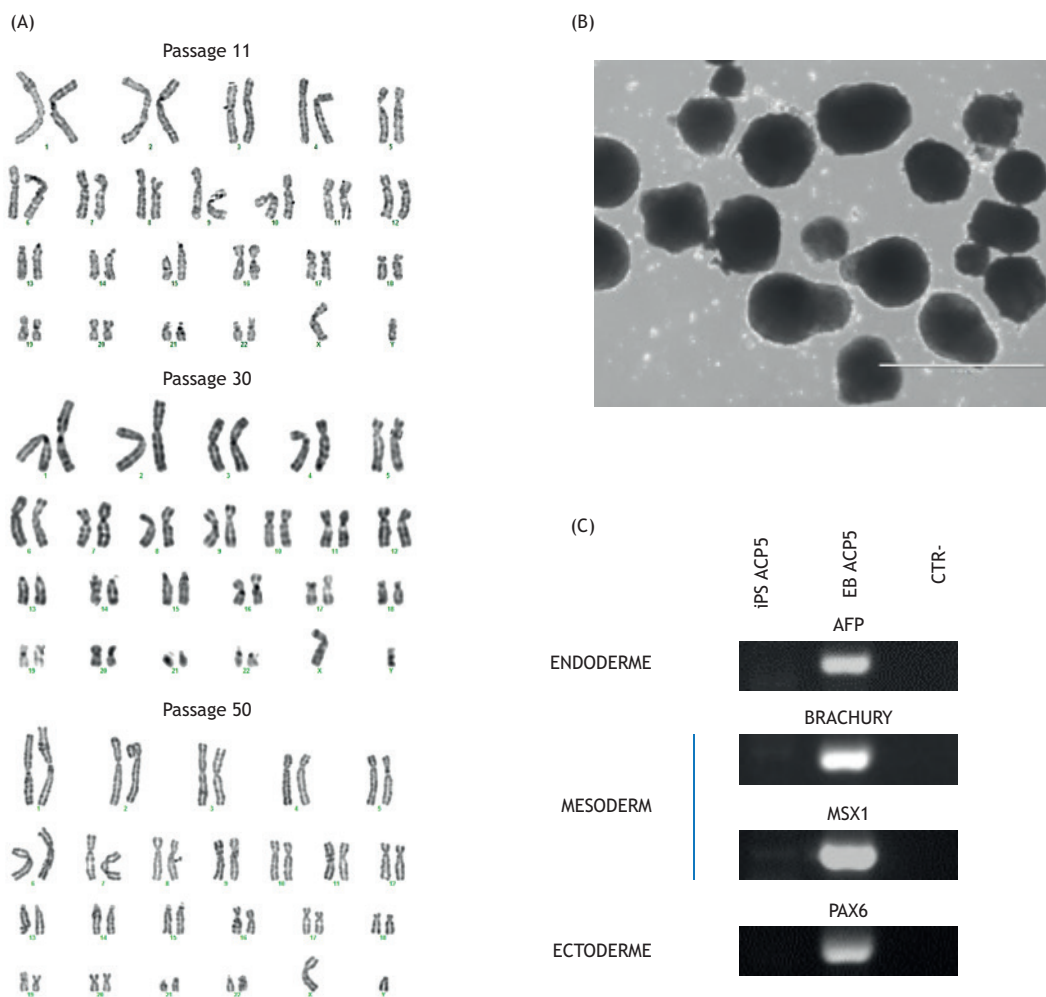 (A)
Passage 11
1 2 3 4 5
6 7 8 9 10 11 12
13 14 15 16 17 18
19 20 21 22 X Y
Passage 30
1 2 3 4 5
6 7 8 9 10 11 12
13 14 15 16 17 18
19 20 21 22 X Y
Passage 50
1 2 3 4 5
6 7 8 9 10 11
13 14 15 16 17 18
19 20 21 22 X Y
(B)
(C)
iPS ACP5
EB ACP5
CTR-
AFP
ENDODERME
BRACHURY
MESODERM
MSX1
PAX6
ECTODERME